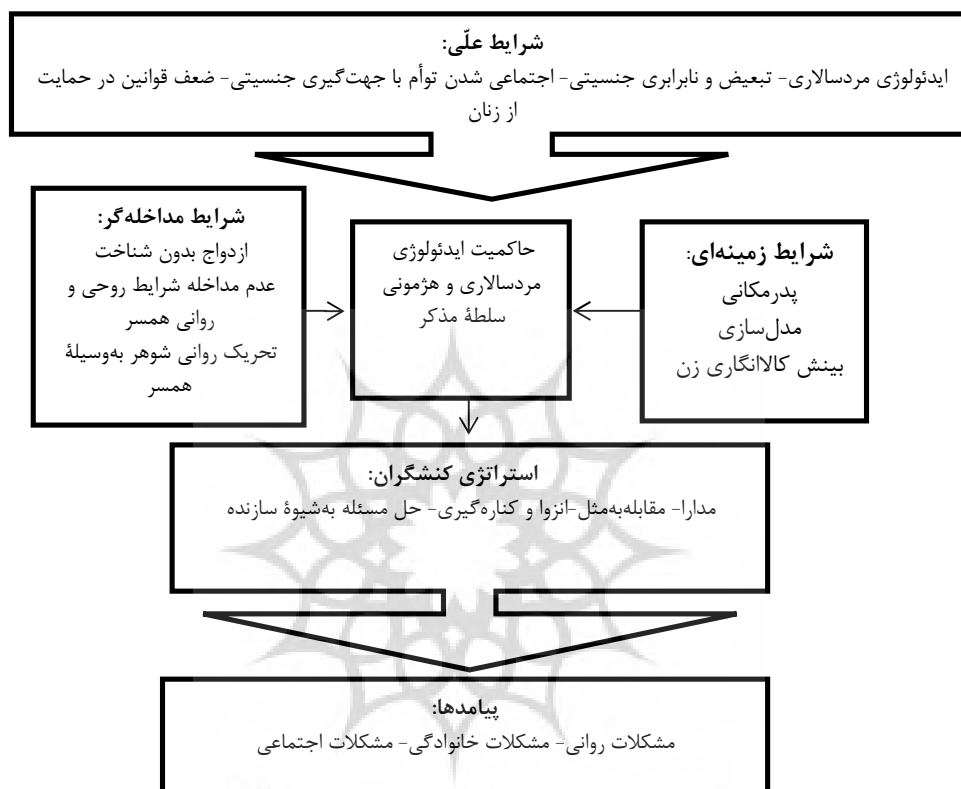 شرایط علّی:
ایدئولوژی مردسالاری- تبعیض و نابرابری جنسیتی- اجتماعی شدن توأم با جهت‌گیری جنسیتی- ضعف قوانین در حمایت
از زنان
شرایط زمینه‌ای:
پدرمکانی
مدل‌سازی
بینش کالاانگاری زن
حاکمیت ایدئولوژی
مردسالاری و هژمونی
سلطۀ مذکر
شرایط مداخله‌گر:
ازدواج بدون شناخت
عدم مداخله شرایط روحی و
روانی همسر
تحریک روانی شوهر به‌وسیلۀ
همسر
استراتژی کنشگران:
مدارا- مقابله‌به‌مثل-انزوا و کناره‌گیری- حل مسئله به‌شیوۀ سازنده
پیامدها:
مشکلات روانی- مشکلات خانوادگی- مشکلات اجتماعی